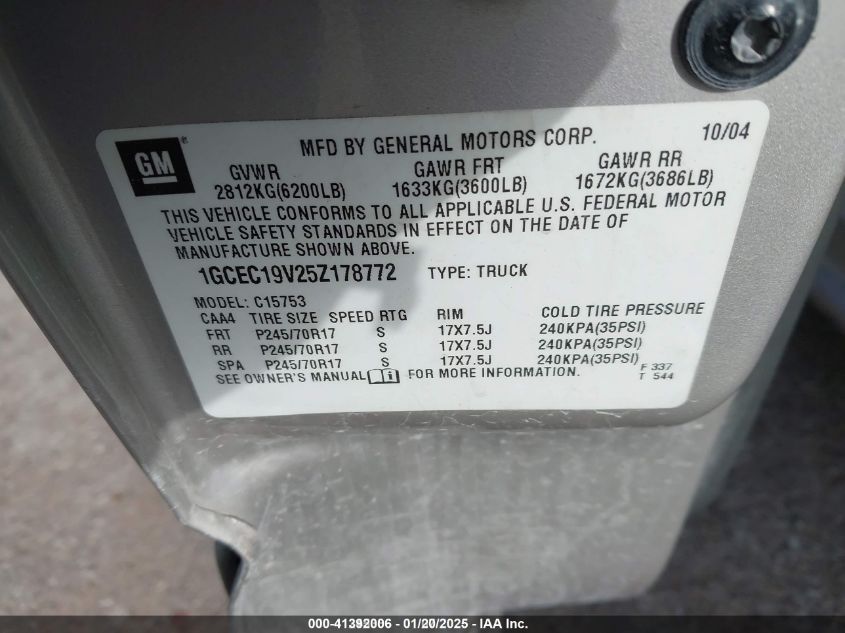 GM ®
MFD BY GENERAL MOTORS CORP. 10/04
GVWR GAWR FRT GAWR RR
2812KG(6200LB) 1633KG(3600LB) 1672KG(3686LB)
THIS VEHICLE CONFORMS TO ALL APPLICABLE U.S. FEDERAL MOTOR
VEHICLE SAFETY STANDARDS IN EFFECT ON THE DATE OF
MANUFACTURE SHOWN ABOVE.
1GCEC19V25Z178772 TYPE: TRUCK
MODEL: C15753
CAA4 TIRE SIZE SPEED RTG RIM COLD TIRE PRESSURE
FRT P245/70R17 S 17X7.5J 240KPA(35PSI)
RR P245/70R17 S 17X7.5J 240KPA(35PSI)
SPA P245/70R17 S 17X7.5J 240KPA(35PSI)
SEE OWNER'S MANUAL i FOR MORE INFORMATION.
F 337
T 544
000-41392006 - 01/20/2025 - IAA Inc.